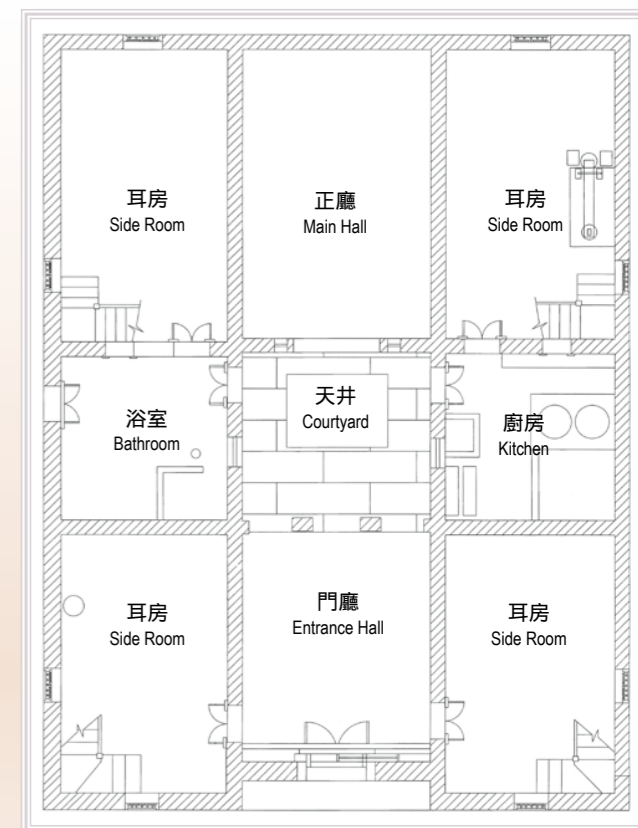 耳房
Side Room
正廳
Main Hall
耳房
Side Room
浴室
Bathroom
天井
Courtyard
廚房
Kitchen
耳房
Side Room
門廳
Entrance Hall
耳房
Side Room